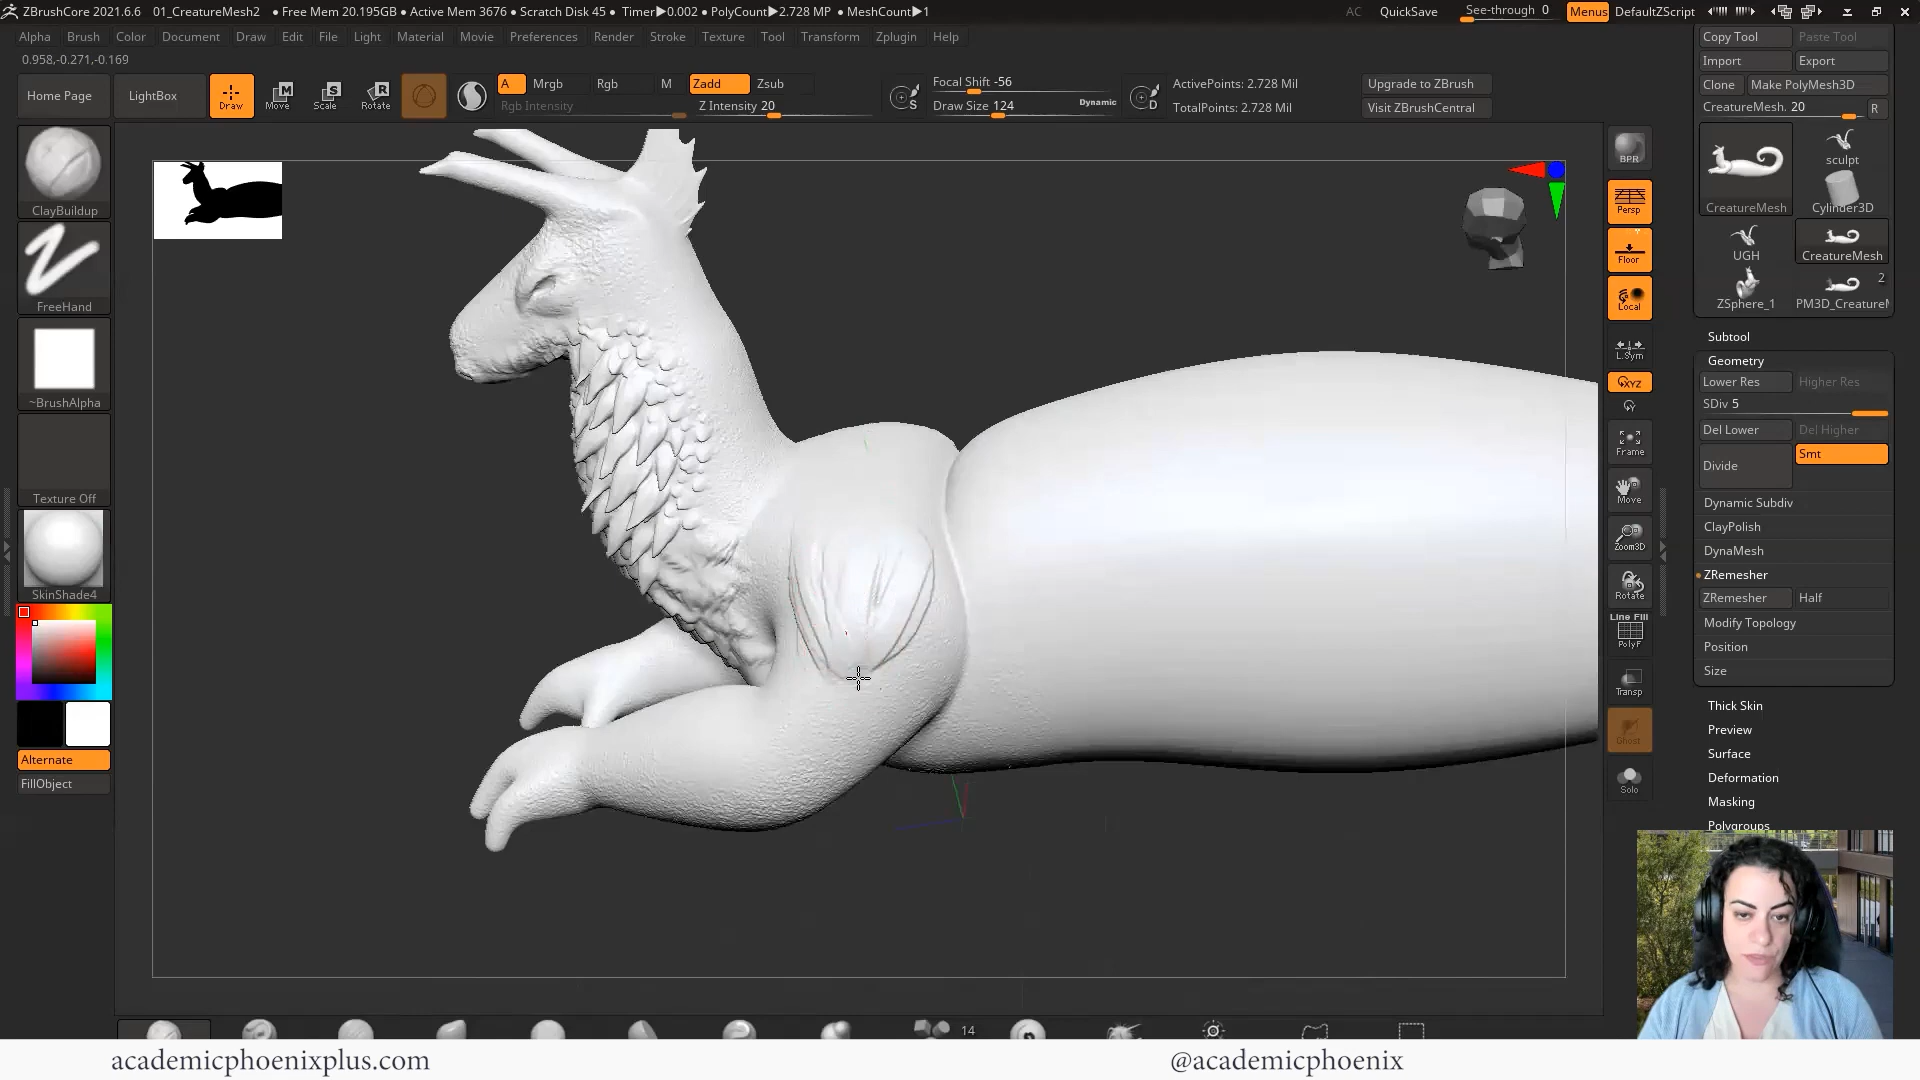 ZBrushCore 2021.6.6 01_CreatureMesh2 • Free Mem 20.195GB • Active Mem 3676 • Scratch Disk 45 • Timer▶0.002 • PolyCount▶2.728 MP • MeshCount▶1 AC QuickSave See-through 0 Menus DefaultZScript
Alpha Brush Color Document Draw Edit File Light Material Movie Preferences Render Stroke Texture Tool Transform Zplugin Help
0.958,-0.271,-0.169
Home Page LightBox Draw Move Scale Rotate
M S R
A Mrgb Rgb M Zadd Zsub
Rgb Intensity Z Intensity 20
S Focal Shift -56
Draw Size 124 Dynamic
D ActivePoints: 2.728 Mil
TotalPoints: 2.728 Mil
Upgrade to ZBrush
Visit ZBrushCentral
ClayBuildup
FreeHand
~BrushAlpha
Texture Off
SkinShade4
Alternate
FillObject
BPR
Persp
Floor
Local
L.Sym
XYZ
Y
Frame
Move
Zoom3D
Rotate
Line Fill
PolyF
Transp
Ghost
Solo
Copy Tool Paste Tool
Import Export
Clone Make PolyMesh3D
CreatureMesh. 20 R
CreatureMesh sculpt
Cylinder3D
UGH CreatureMesh
2
ZSphere_1 PM3D_Creature
Subtool
Geometry
Lower Res Higher Res
SDiv 5
Del Lower Del Higher
Divide Smt
Dynamic Subdiv
ClayPolish
DynaMesh
ZRemesher
ZRemesher Half
Modify Topology
Position
Size
Thick Skin
Preview
Surface
Deformation
Masking
Polygroups
14
academicphoenixplus.com @academicphoenix